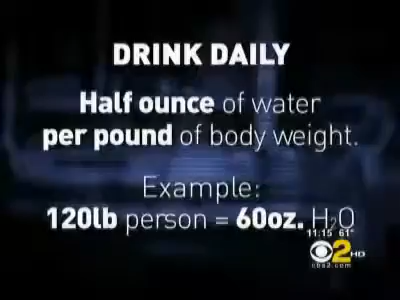 DRINK DAILY
Half ounce of water
per pound of body weight.
Example:
120lb person = 60oz. H₂O
11:15 61°
2 HD
cbs2.com